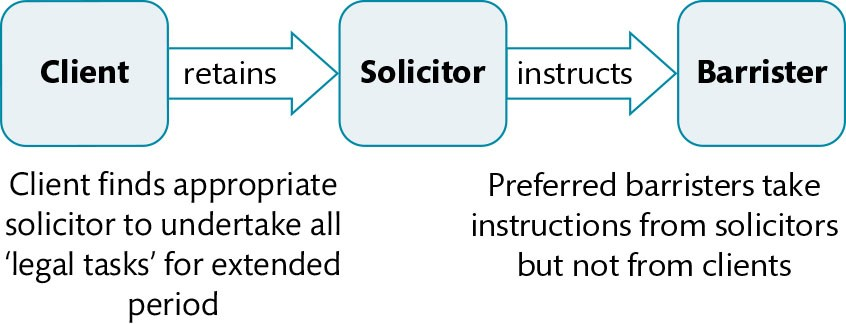 Client retains Solicitor instructs Barrister
Client finds appropriate
solicitor to undertake all
‘legal tasks’ for extended
period
Preferred barristers take
instructions from solicitors
but not from clients